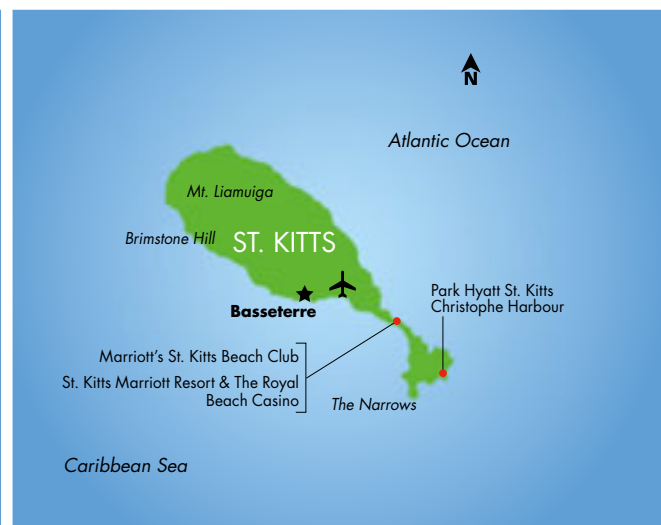 N
Atlantic Ocean
Mt. Liamuiga
Brimstone Hill
ST. KITTS
Basseterre
Park Hyatt St. Kitts
Christophe Harbour
Marriott's St. Kitts Beach Club
St. Kitts Marriott Resort & The Royal
Beach Casino
The Narrows
Caribbean Sea